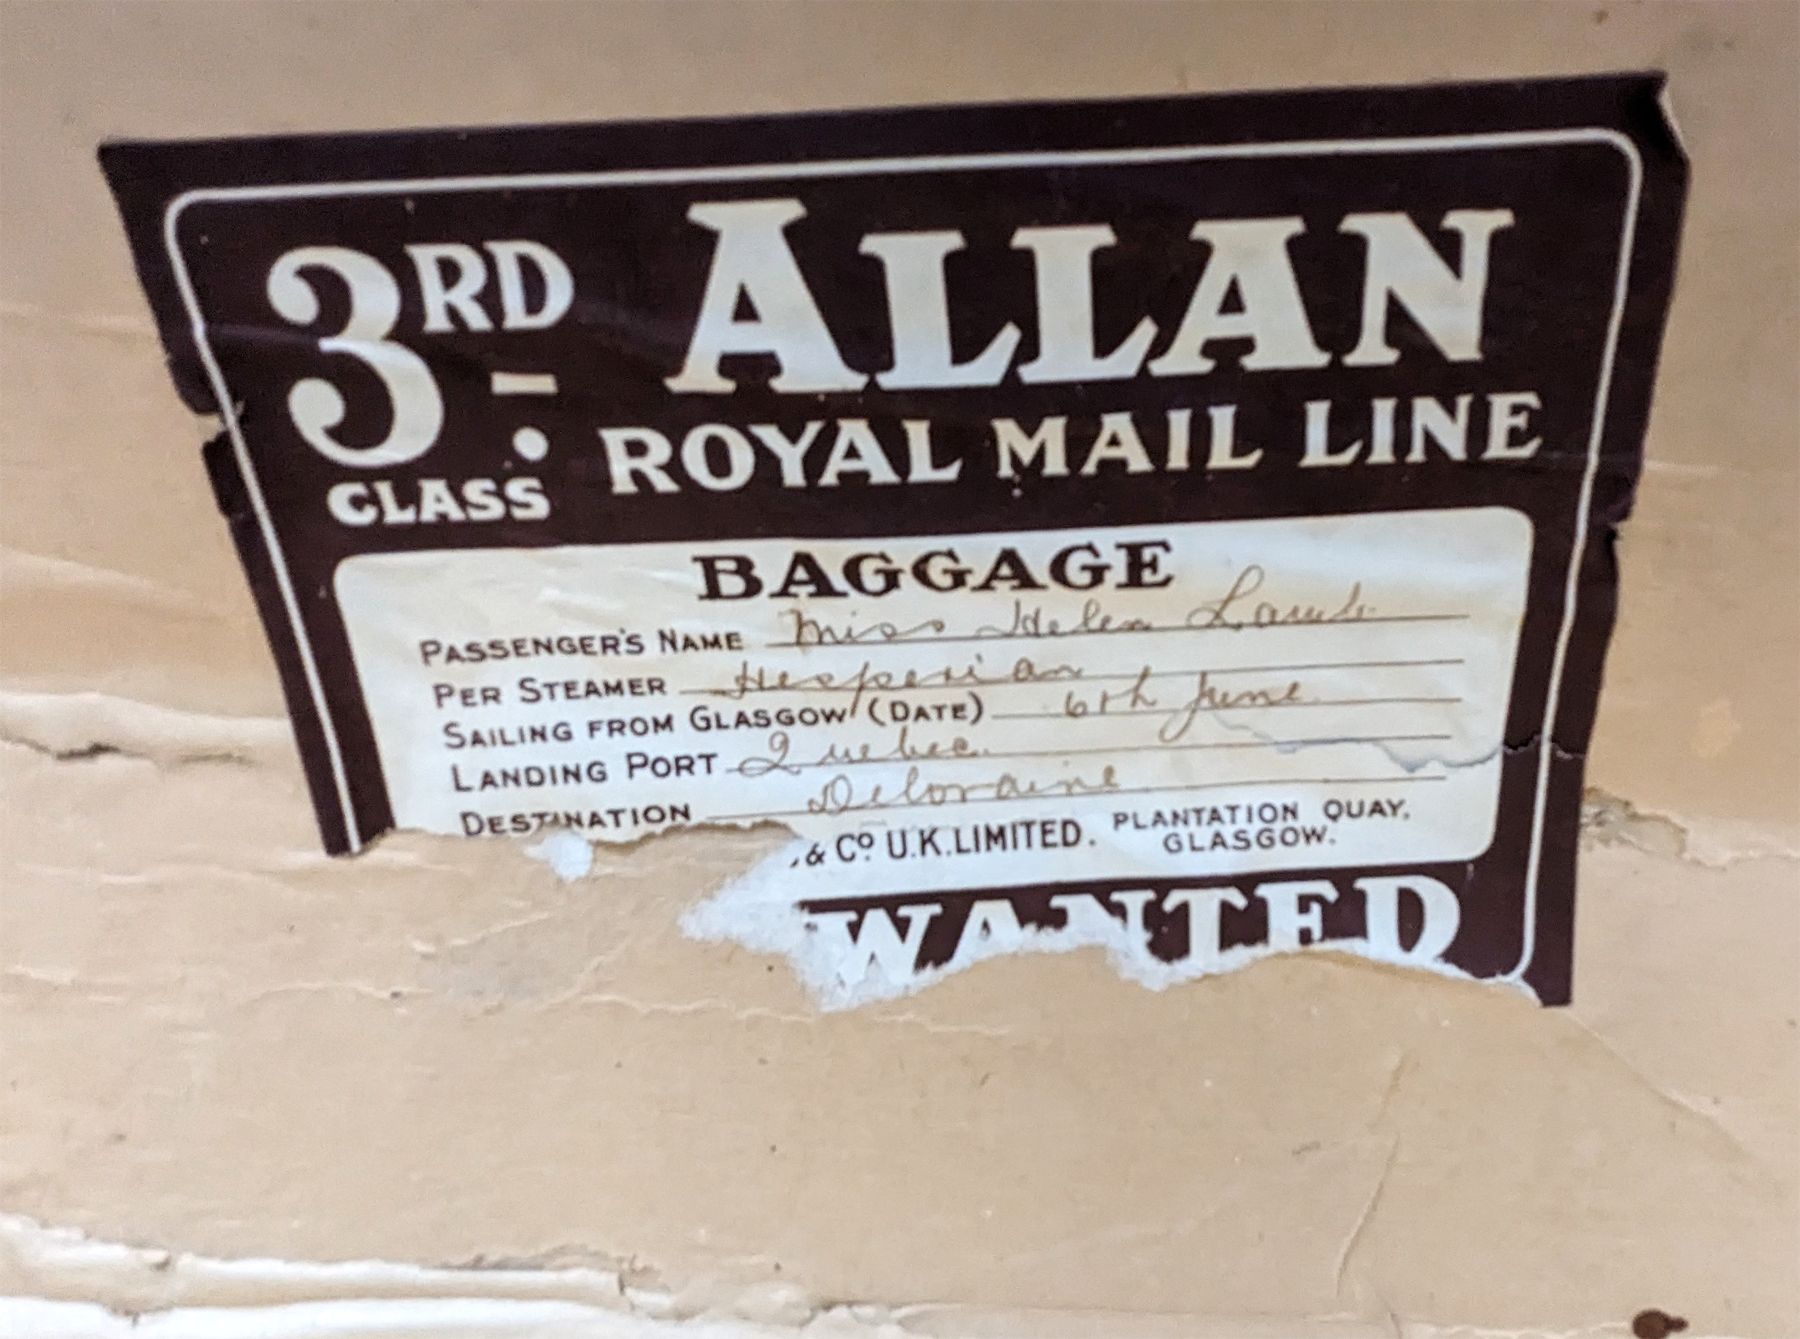 3RD ALLAN
CLASS ROYAL MAIL LINE
BAGGAGE
PASSENGER'S NAME Miss Helen Lamb.
PER STEAMER Hesperian
SAILING FROM GLASGOW (DATE) 6th June.
LANDING PORT Quebec.
DESTINATION Deloraine
. & Co U.K. LIMITED. PLANTATION QUAY, GLASGOW.
WANTED